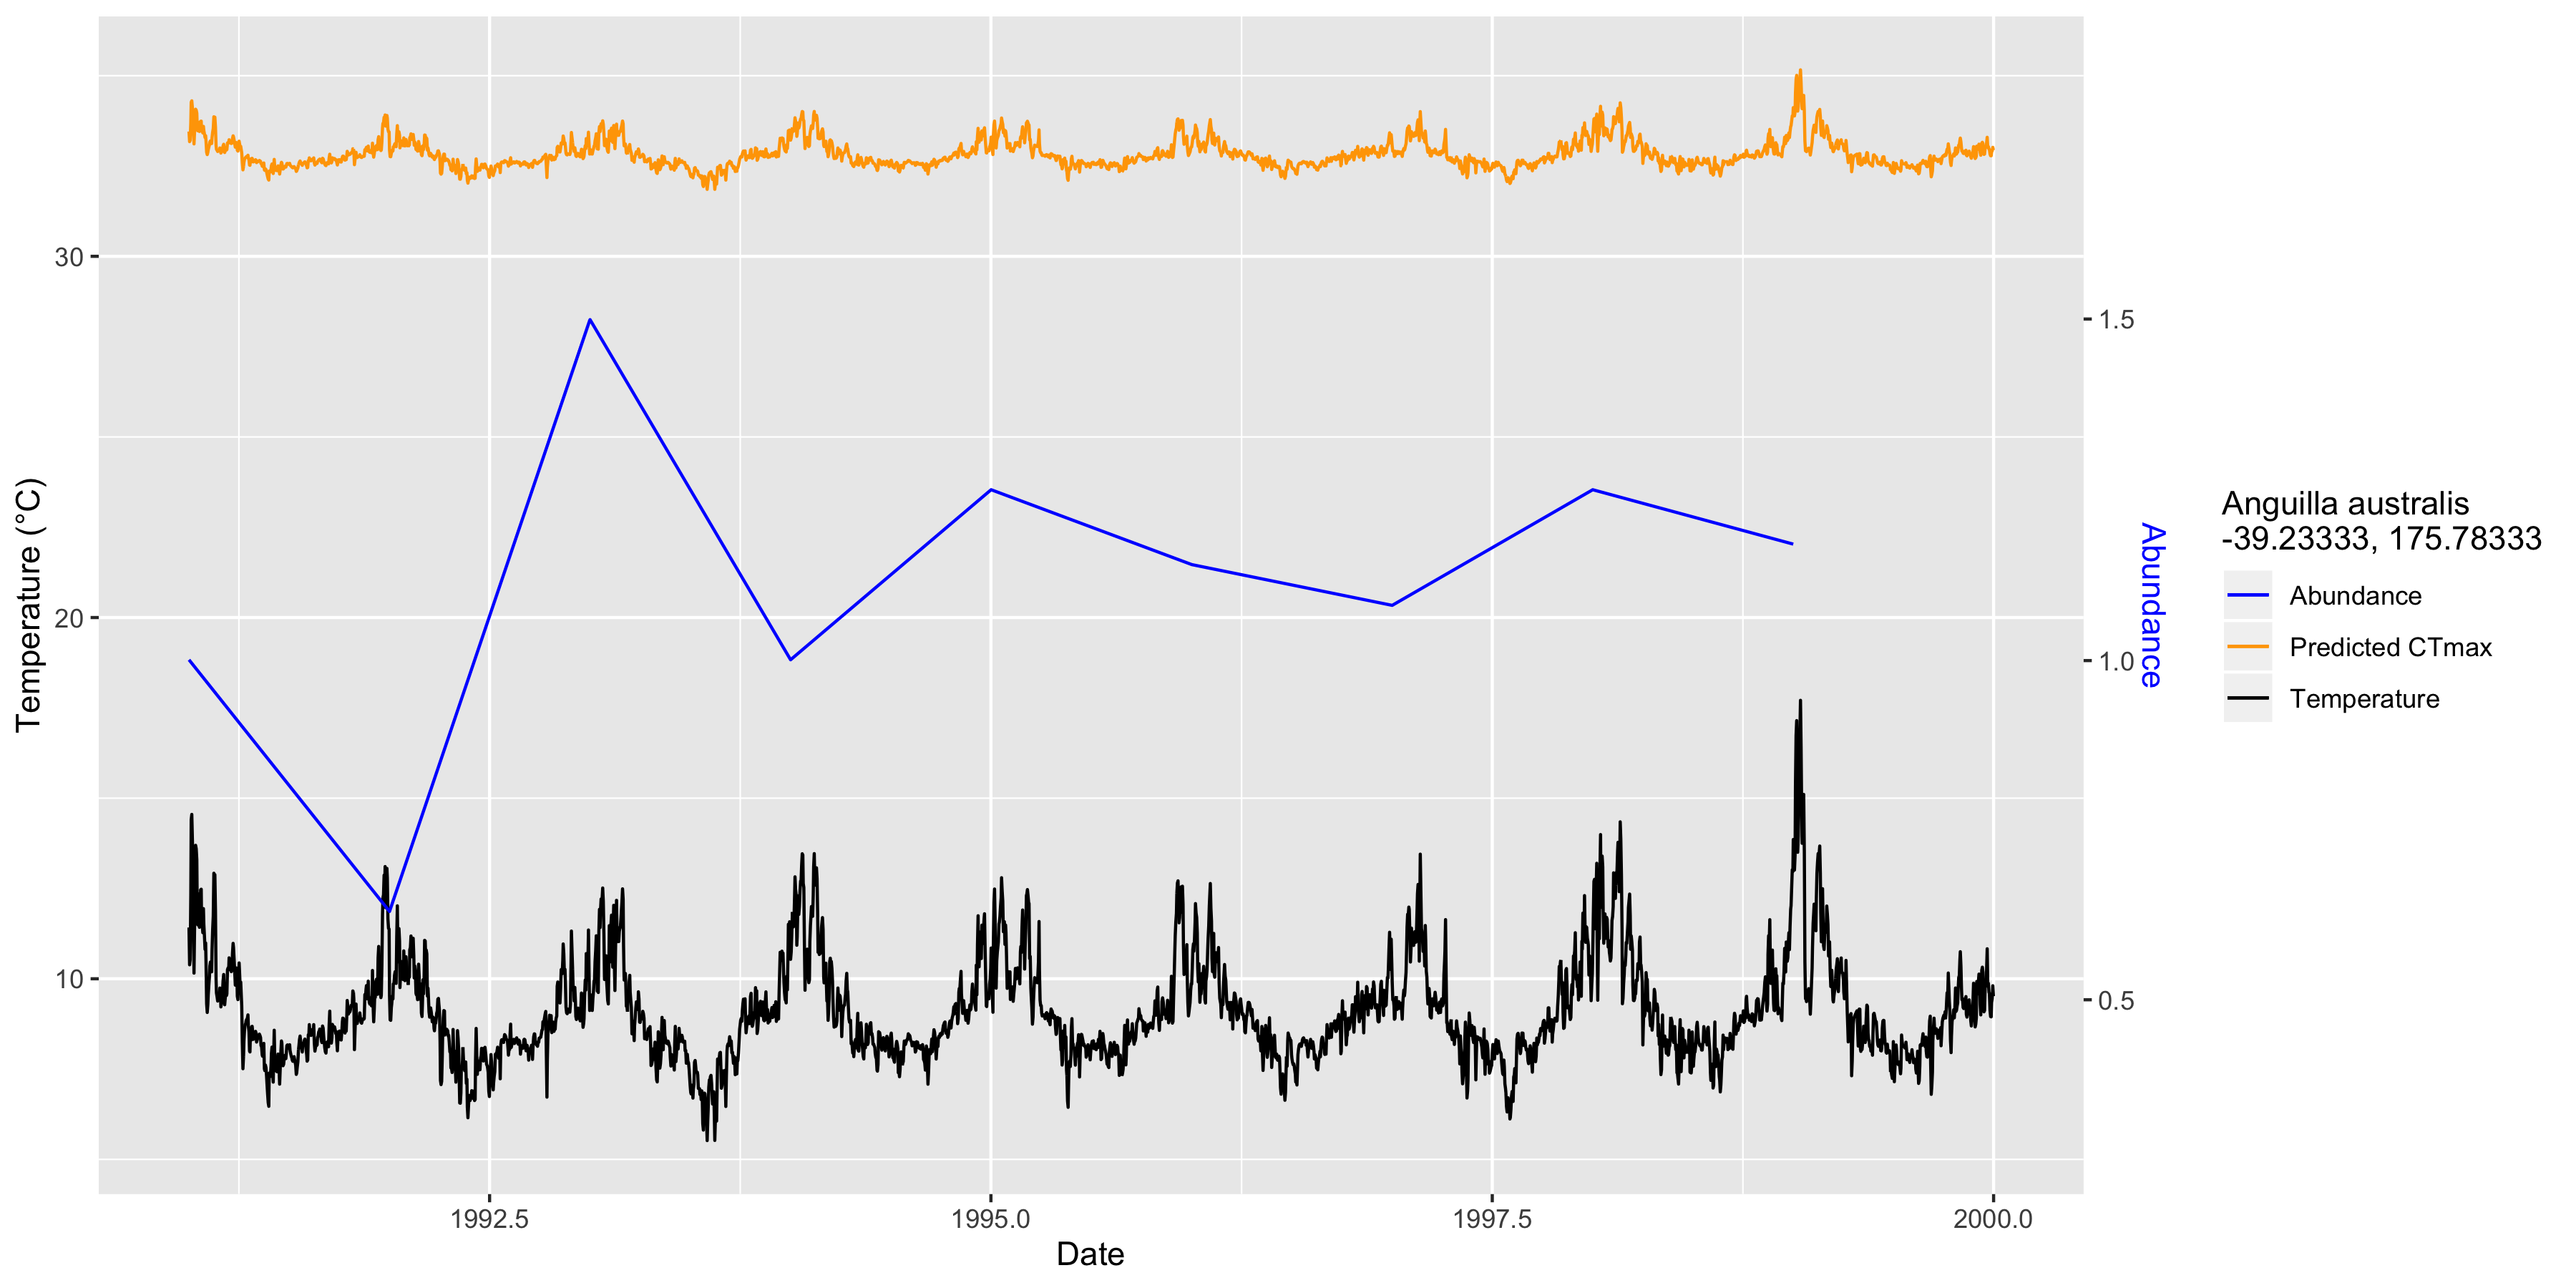 Temperature (°C)
30
20
10
1992.5
1995.0
1997.5
2000.0
Date
1.5
1.0
0.5
Abundance
Anguilla australis
-39.23333, 175.78333
Abundance
Predicted CTmax
Temperature